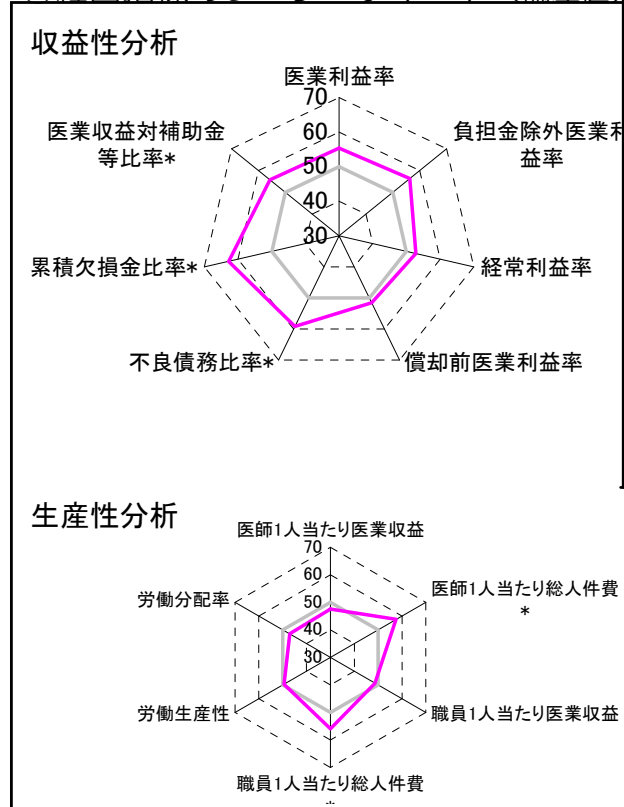 収益性分析
医業利益率
70
60
50
40
30
負担金除外医業利
益率
経常利益率
償却前医業利益率
不良債務比率*
累積欠損金比率*
医業収益対補助金
等比率*
生産性分析
医師1人当たり医業収益
70
60
50
40
30
医師1人当たり総人件費
*
職員1人当たり医業収益
職員1人当たり総人件費
労働生産性
労働分配率